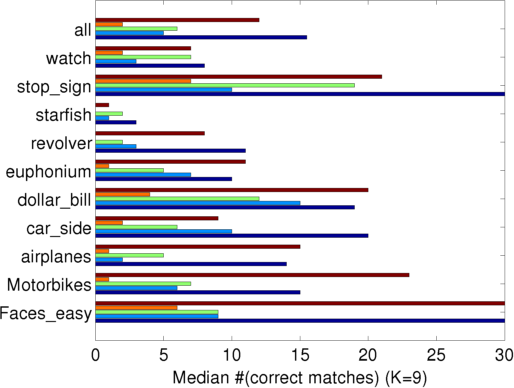 all
watch
stop_sign
starfish
revolver
euphonium
dollar_bill
car_side
airplanes
Motorbikes
Faces_easy
0 5 10 15 20 25 30
Median #(correct matches) (K=9)